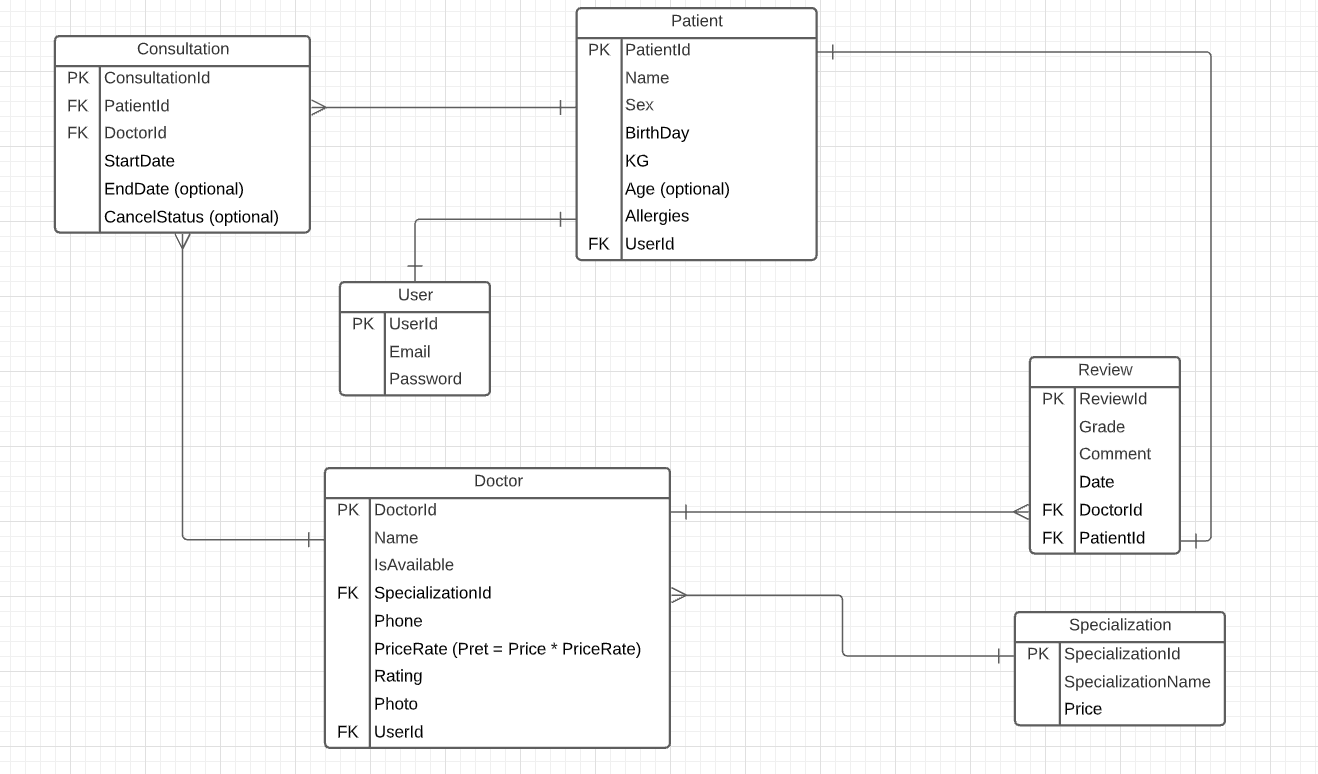 Consultation
PK ConsultationId
FK PatientId
FK DoctorId
StartDate
EndDate (optional)
CancelStatus (optional)
Patient
PK PatientId
Name
Sex
BirthDay
KG
Age (optional)
Allergies
FK UserId
User
PK UserId
Email
Password
Review
PK ReviewId
Grade
Comment
Date
FK DoctorId
FK PatientId
Doctor
PK DoctorId
Name
IsAvailable
FK SpecializationId
Phone
PriceRate (Pret = Price * PriceRate)
Rating
Photo
FK UserId
Specialization
PK SpecializationId
SpecializationName
Price